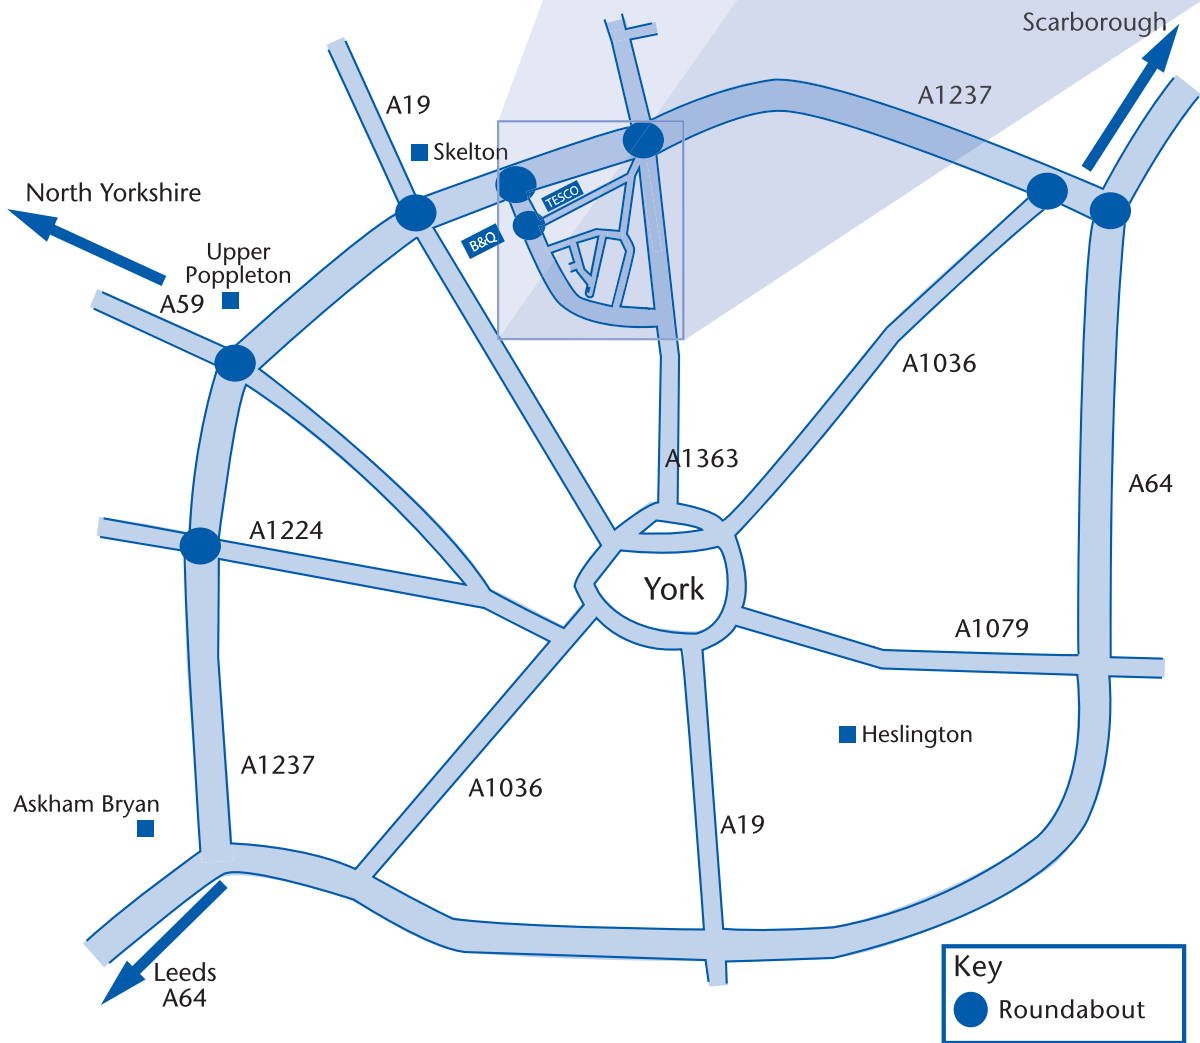 Scarborough
A1237
A19
Skelton
North Yorkshire
TESCO
B&Q
Upper
Poppleton
A59
A1036
A1363
A64
A1224
York
A1079
Heslington
A1237
A1036
Askham Bryan
A19
Leeds
A64
Key
Roundabout